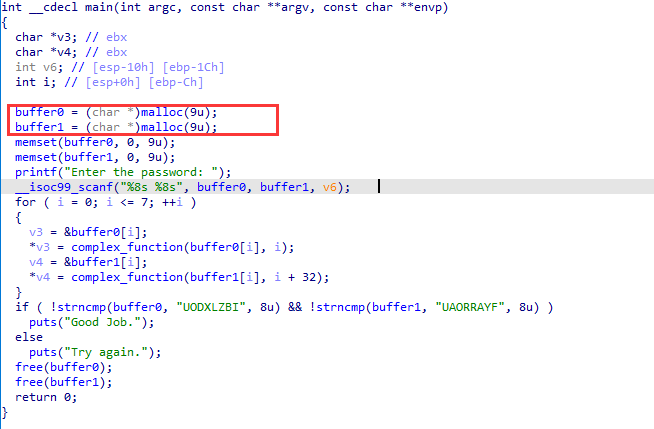 int __cdecl main(int argc, const char **argv, const char **envp)
{
  char *v3; // ebx
  char *v4; // ebx
  int v6; // [esp-10h] [ebp-1Ch]
  int i; // [esp+0h] [ebp-Ch]

  buffer0 = (char *)malloc(9u);
  buffer1 = (char *)malloc(9u);
  memset(buffer0, 0, 9u);
  memset(buffer1, 0, 9u);
  printf("Enter the password: ");
  __isoc99_scanf("%8s %8s", buffer0, buffer1, v6);
  for ( i = 0; i <= 7; ++i )
  {
    v3 = &buffer0[i];
    *v3 = complex_function(buffer0[i], i);
    v4 = &buffer1[i];
    *v4 = complex_function(buffer1[i], i + 32);
  }
  if ( !strncmp(buffer0, "UODXLZBI", 8u) && !strncmp(buffer1, "UAORRAYF", 8u) )
    puts("Good Job.");
  else
    puts("Try again.");
  free(buffer0);
  free(buffer1);
  return 0;
}